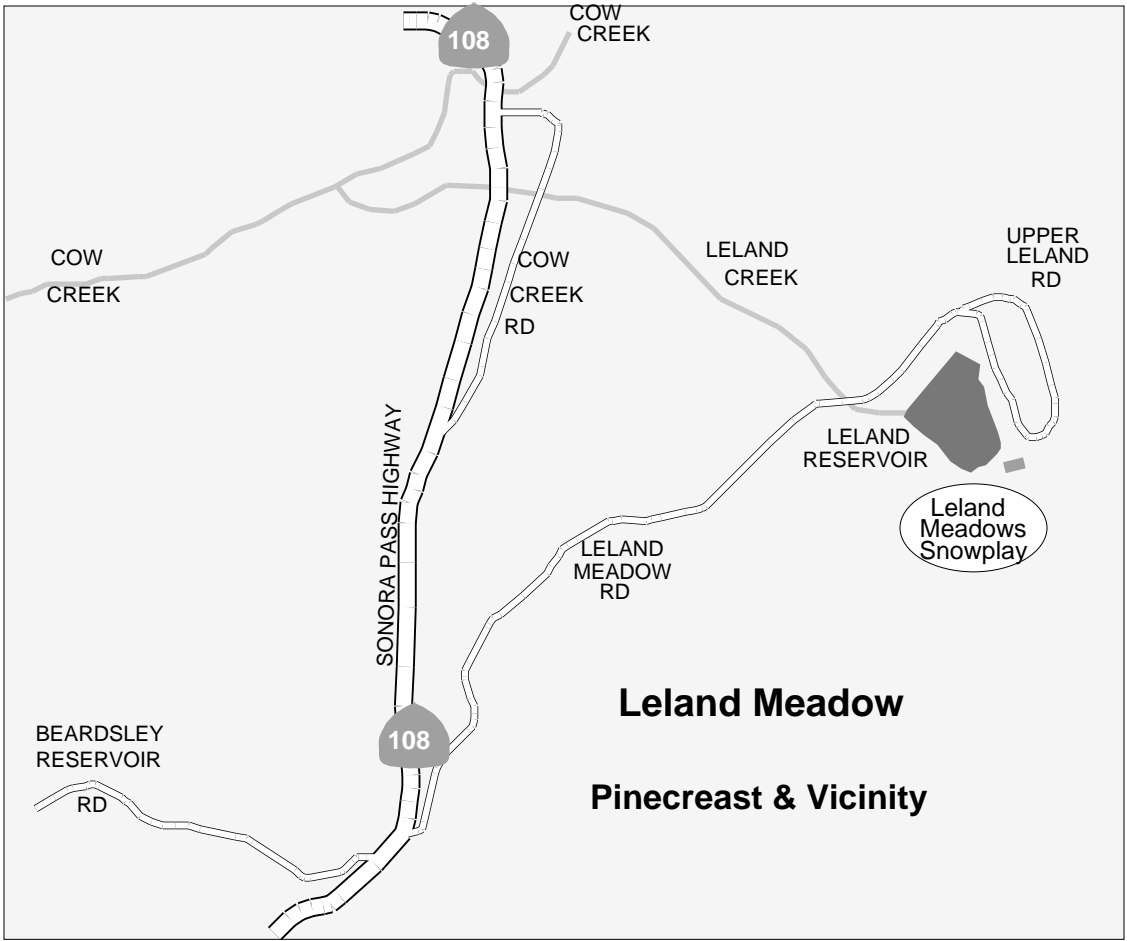 108
COW
CREEK
COW
CREEK
COW
CREEK
RD
LELAND
CREEK
UPPER
LELAND
RD
SONORA PASS HIGHWAY
LELAND
RESERVOIR
Leland
Meadows
Snowplay
LELAND
MEADOW
RD
Leland Meadow
108
BEARDSLEY
RESERVOIR
RD
Pinecreast & Vicinity